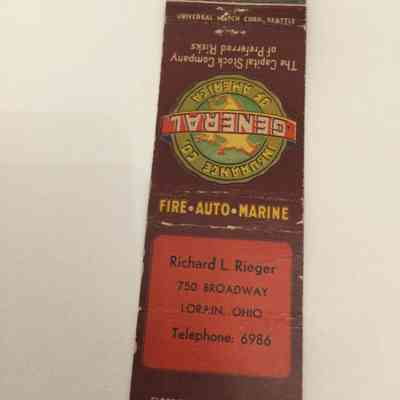 UNIVERSAL MATCH CORP., SEATTLE
The Capital Stock Company
of Preferred Risks
GENERAL
INSURANCE CO.
OF AMERICA
FIRE•AUTO•MARINE
Richard L. Rieger
750 BROADWAY
LORAIN, OHIO
Telephone: 6986